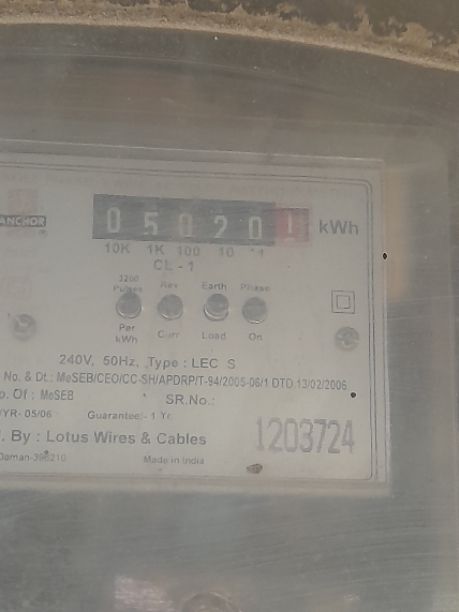 ANCHOR
0 5 0 2 0 1 kWh
10K 1K 100 10 1
CL - 1
3200 Pulses Rev Earth Phase
Per kWh Curr Load On
240V, 50Hz, Type : LEC S
No. & Dt.: MeSEB/CEO/CC-SH/APDRP/T-94/2005-06/1 DTD.13/02/2006
Of : MeSEB SR.No.:
/YR- 05/06 Guarantee:- 1 Yr.
. By : Lotus Wires & Cables
1203724
Daman-396210 Made in India